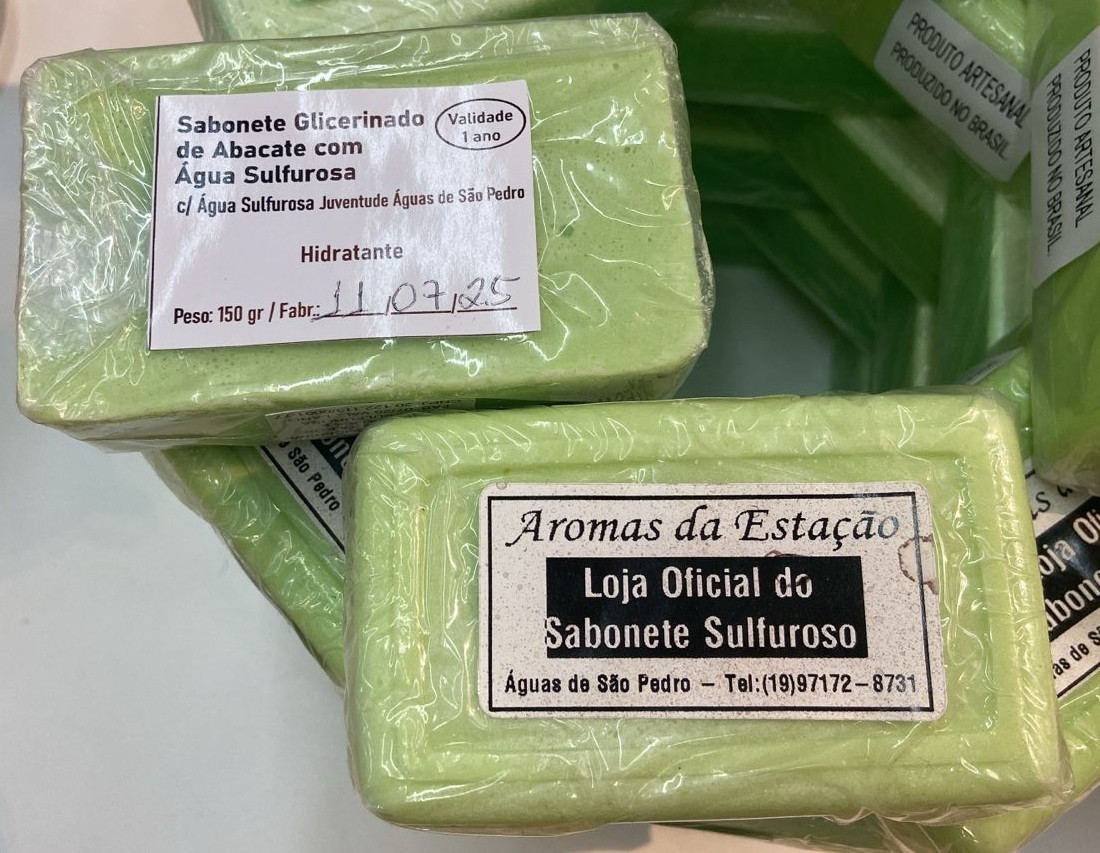 Sabonete Glicerinado
de Abacate com
Água Sulfurosa
Validade
1 ano
c/ Água Sulfurosa Juventude Águas de São Pedro
Hidratante
Peso: 150 gr / Fabr.: 11/07/25
PRODUTO ARTESANAL
PRODUZIDO NO BRASIL
PRODUTO ARTESANAL
PRODUZIDO NO BRASIL
São Pedro
Aromas da Estação
Loja Oficial do
Sabonete Sulfuroso
Águas de São Pedro – Tel:(19)97172-8731